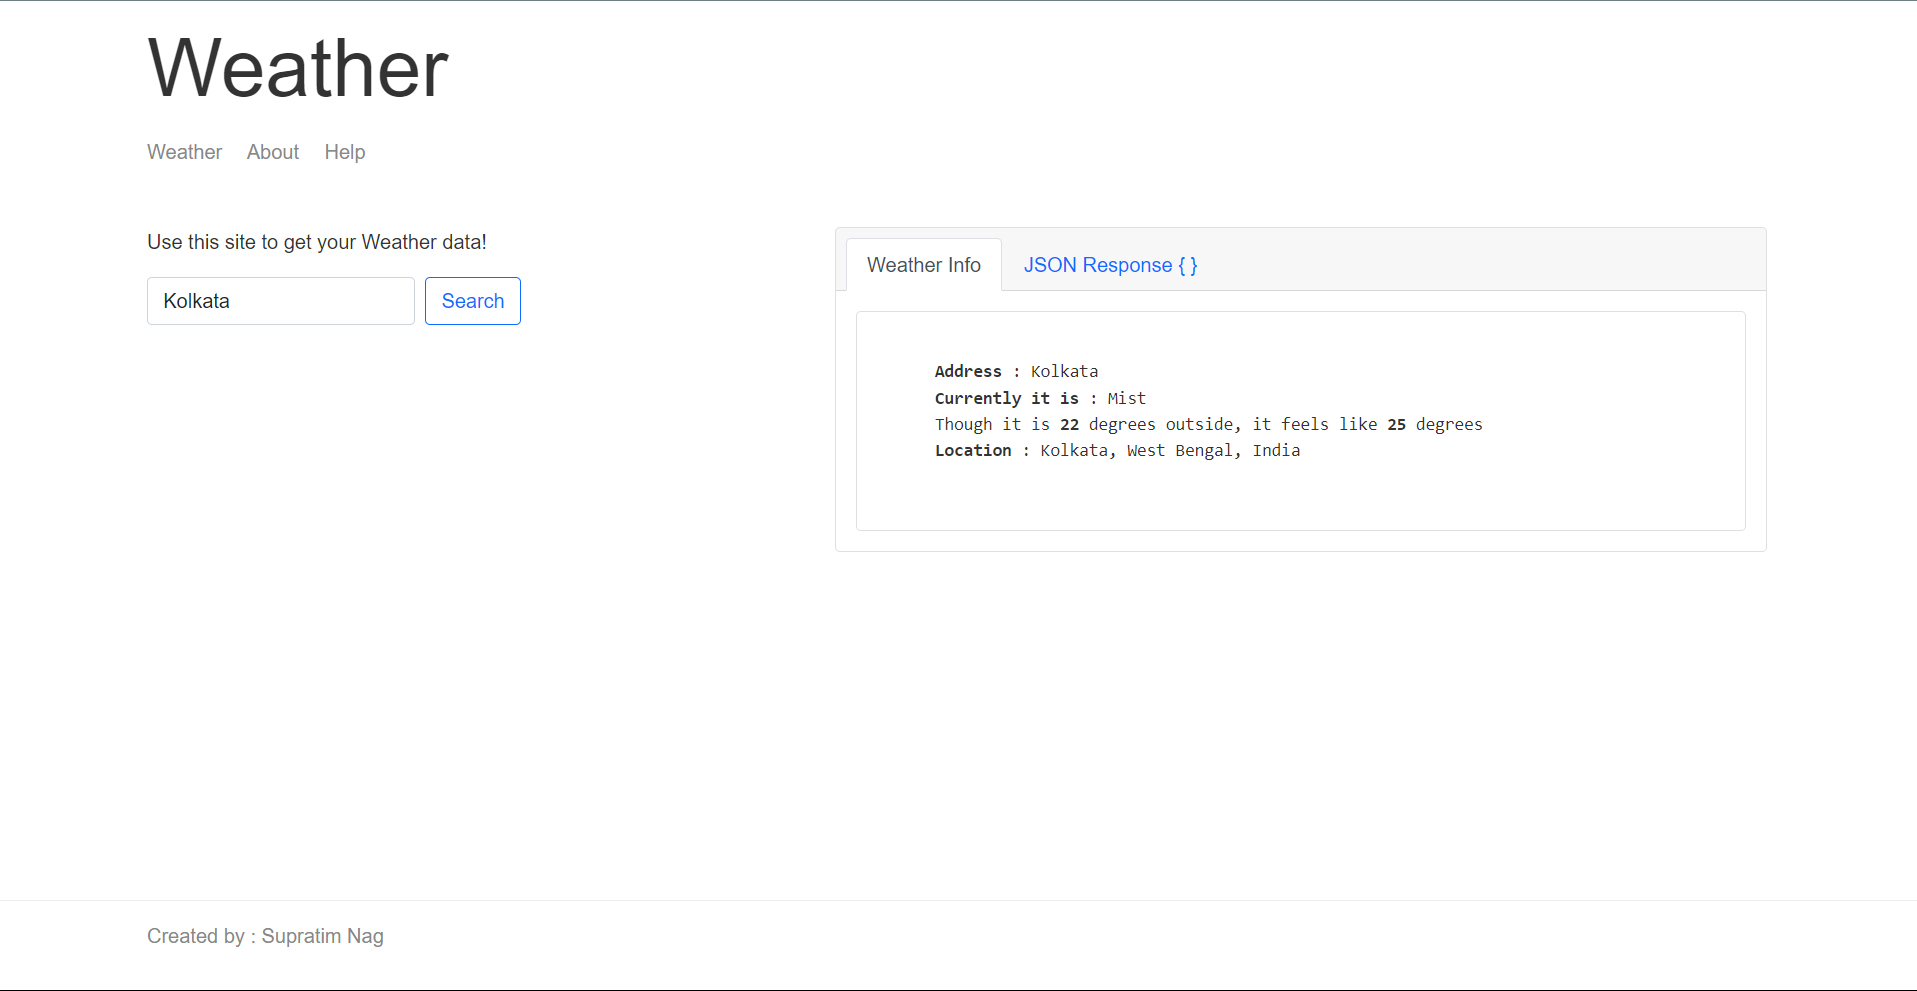 Weather
Weather About Help
Use this site to get your Weather data!
Kolkata Search
Weather Info JSON Response { }
Address : Kolkata
Currently it is : Mist
Though it is 22 degrees outside, it feels like 25 degrees
Location : Kolkata, West Bengal, India
Created by : Supratim Nag